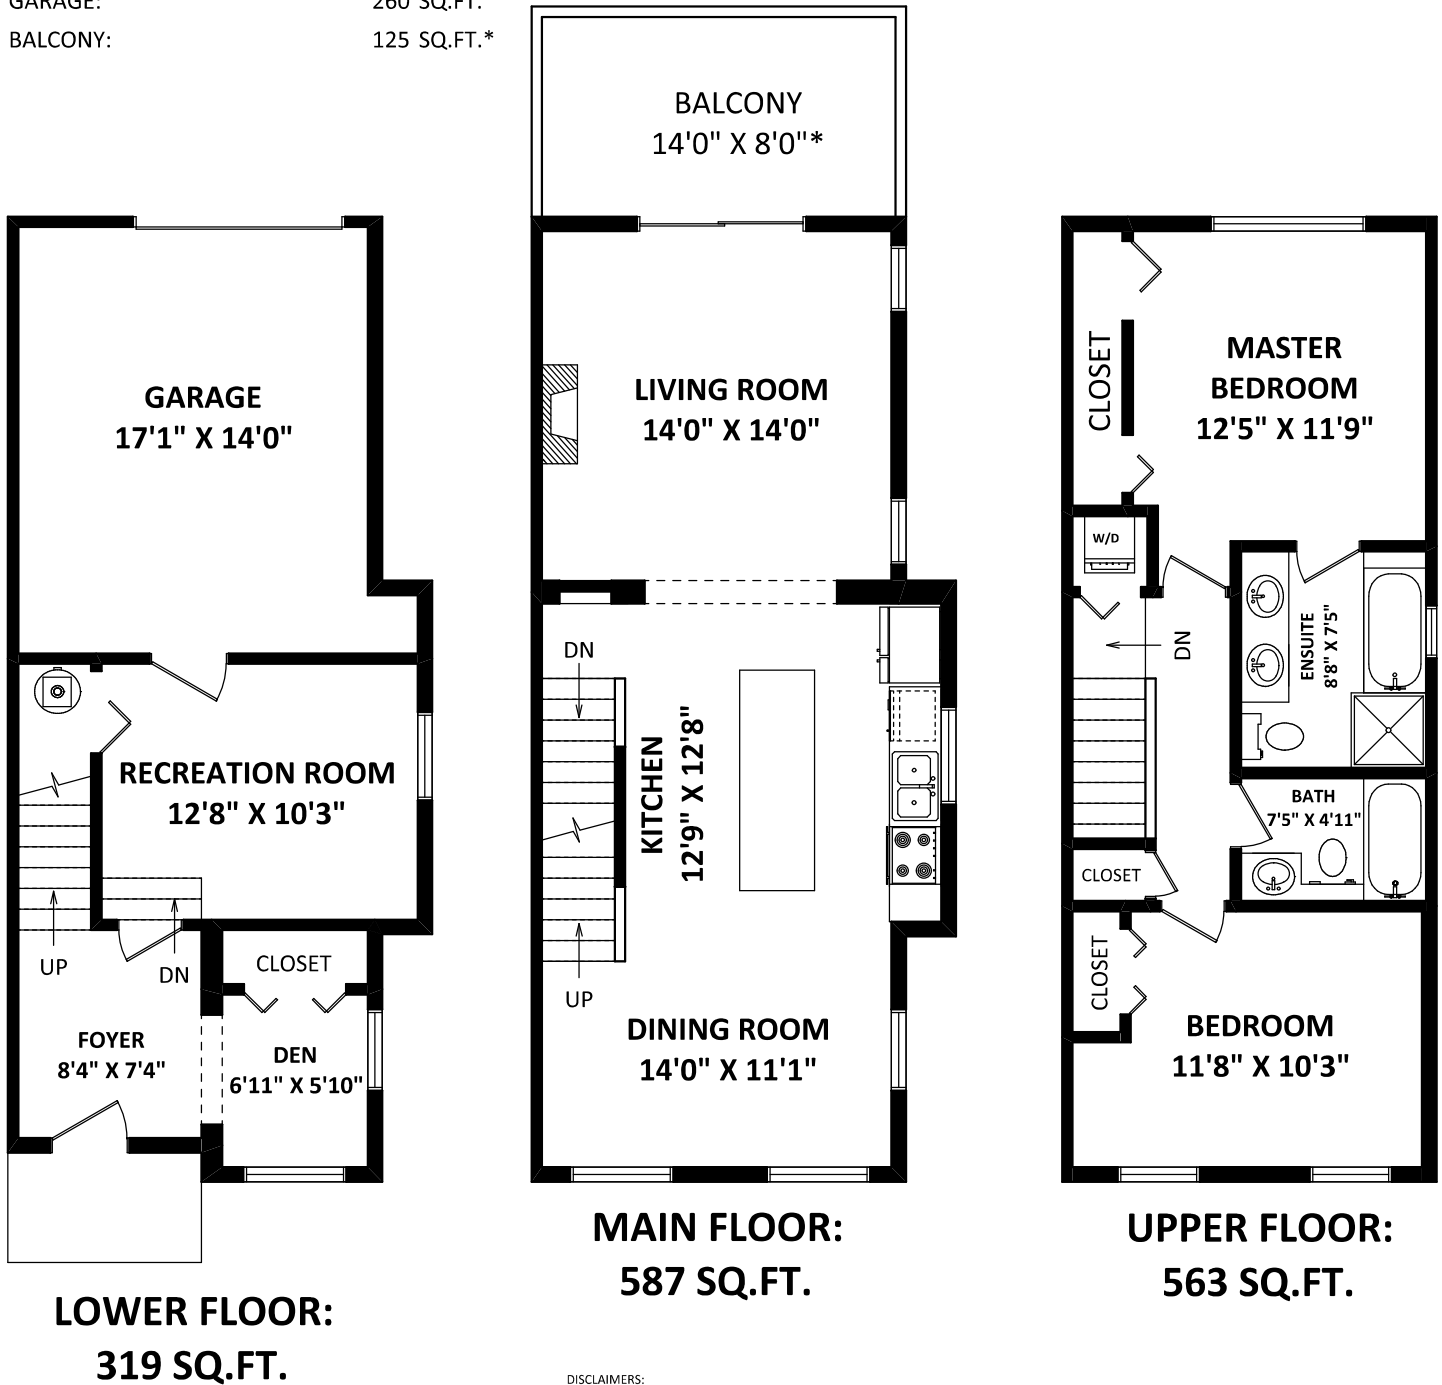 GARAGE: 260 SQ.FT.
BALCONY: 125 SQ.FT.*
BALCONY
14'0" X 8'0"*
GARAGE
17'1" X 14'0"
RECREATION ROOM
12'8" X 10'3"
UP
DN
CLOSET
FOYER
8'4" X 7'4"
DEN
6'11" X 5'10"
LOWER FLOOR:
319 SQ.FT.
LIVING ROOM
14'0" X 14'0"
DN
KITCHEN
12'9" X 12'8"
UP
DINING ROOM
14'0" X 11'1"
MAIN FLOOR:
587 SQ.FT.
CLOSET
MASTER
BEDROOM
12'5" X 11'9"
W/D
DN
ENSUITE
8'8" X 7'5"
BATH
7'5" X 4'11"
CLOSET
CLOSET
BEDROOM
11'8" X 10'3"
UPPER FLOOR:
563 SQ.FT.
DISCLAIMERS: